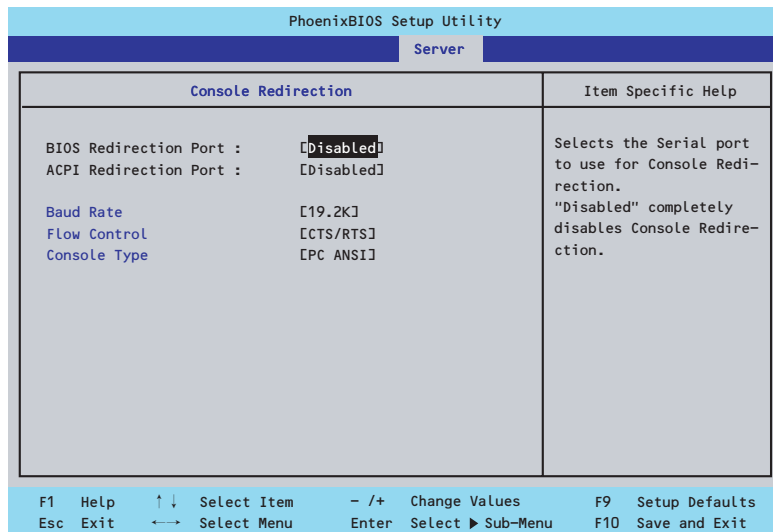 PhoenixBIOS Setup Utility
Server
Console Redirection
Item Specific Help
BIOS Redirection Port : [Disabled]
ACPI Redirection Port : [Disabled]
Baud Rate [19.2K]
Flow Control [CTS/RTS]
Console Type [PC ANSI]
Selects the Serial port
to use for Console Redi-
rection.
"Disabled" completely
disables Console Redire-
ction.
F1 Help ↑↓ Select Item - /+ Change Values F9 Setup Defaults
Esc Exit ←→ Select Menu Enter Select ▶ Sub-Menu F10 Save and Exit